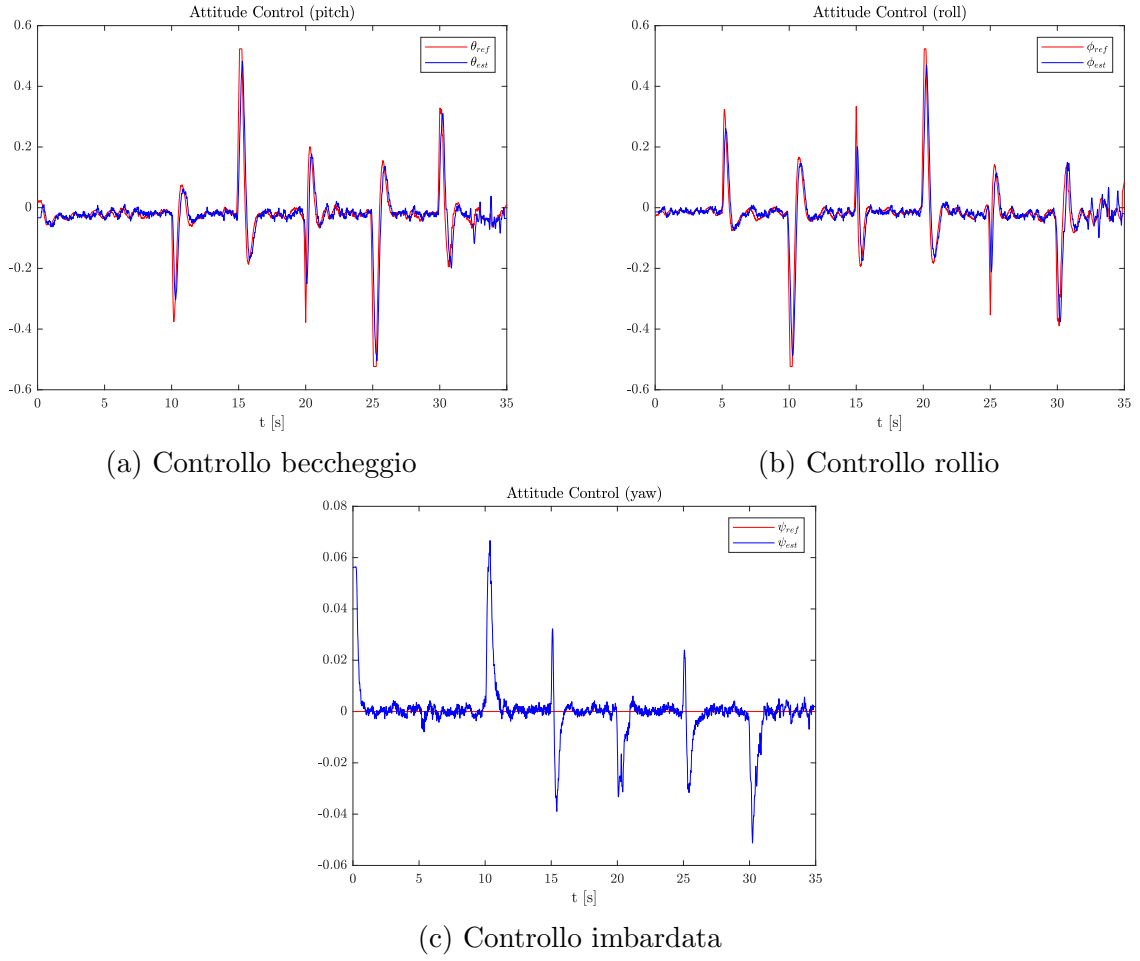 Attitude Control (pitch)
θref
θest
0.6
0.4
0.2
0
-0.2
-0.4
-0.6
0 5 10 15 20 25 30 35
t [s]
(a) Controllo beccheggio
Attitude Control (roll)
ϕref
ϕest
0.6
0.4
0.2
0
-0.2
-0.4
-0.6
0 5 10 15 20 25 30 35
t [s]
(b) Controllo rollio
Attitude Control (yaw)
ψref
ψest
0.08
0.06
0.04
0.02
0
-0.02
-0.04
-0.06
0 5 10 15 20 25 30 35
t [s]
(c) Controllo imbardata